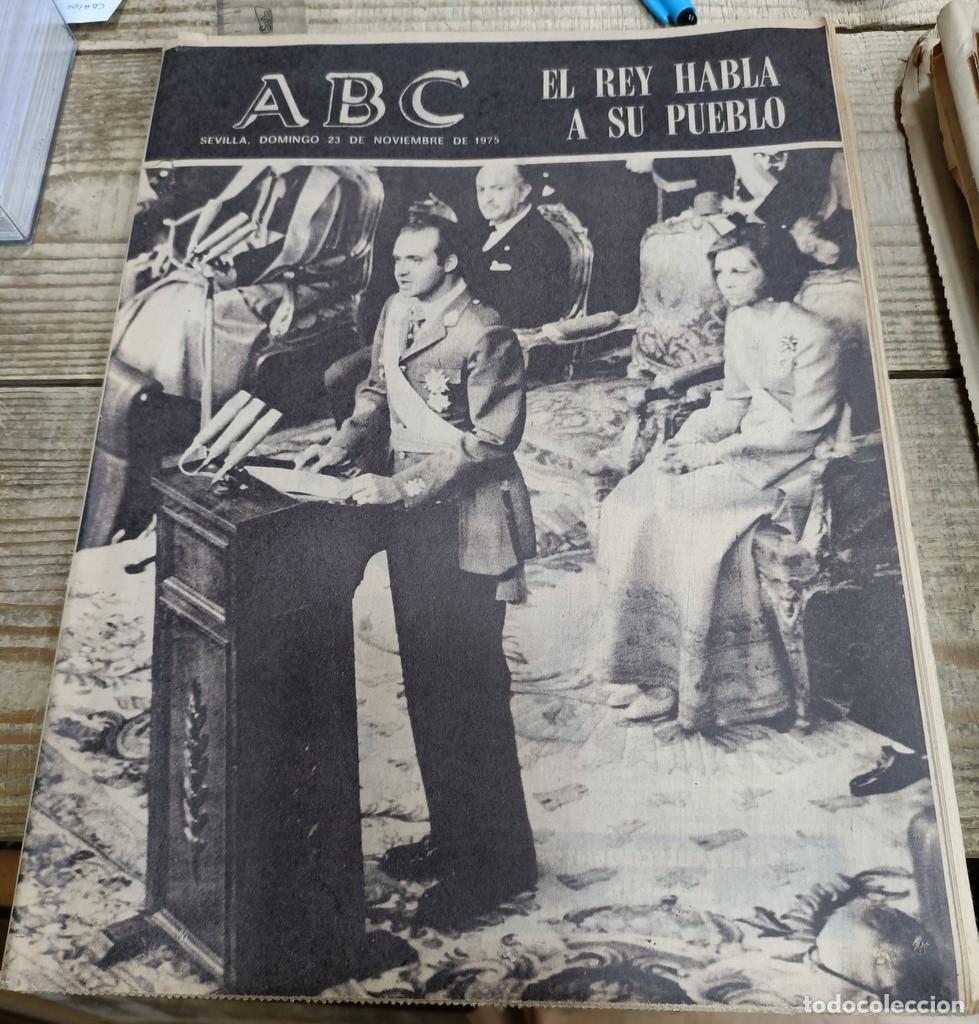 ABC
SEVILLA, DOMINGO 23 DE NOVIEMBRE DE 1975
EL REY HABLA
A SU PUEBLO
todocoleccion